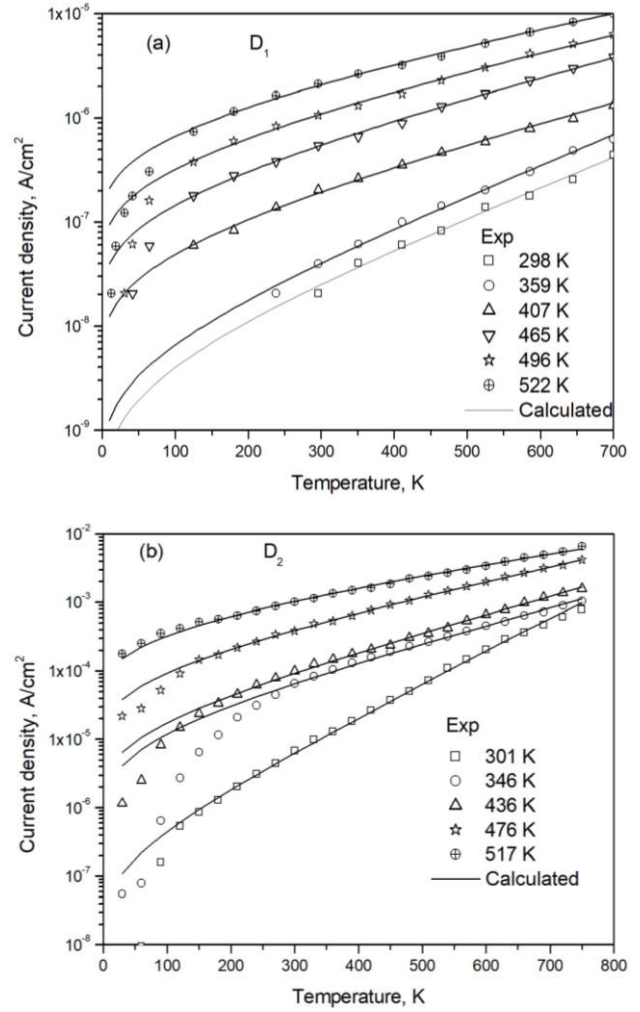 1x10⁻⁵
(a) D₁
10⁻⁶
10⁻⁷
10⁻⁸
10⁻⁹
Current density, A/cm²
Exp
298 K
359 K
407 K
465 K
496 K
522 K
Calculated
0 100 200 300 400 500 600 700
Temperature, K
10⁻²
(b) D₂
10⁻³
1x10⁻⁴
1x10⁻⁵
10⁻⁶
10⁻⁷
10⁻⁸
Current density, A/cm²
Exp
301 K
346 K
436 K
476 K
517 K
Calculated
0 100 200 300 400 500 600 700 800
Temperature, K